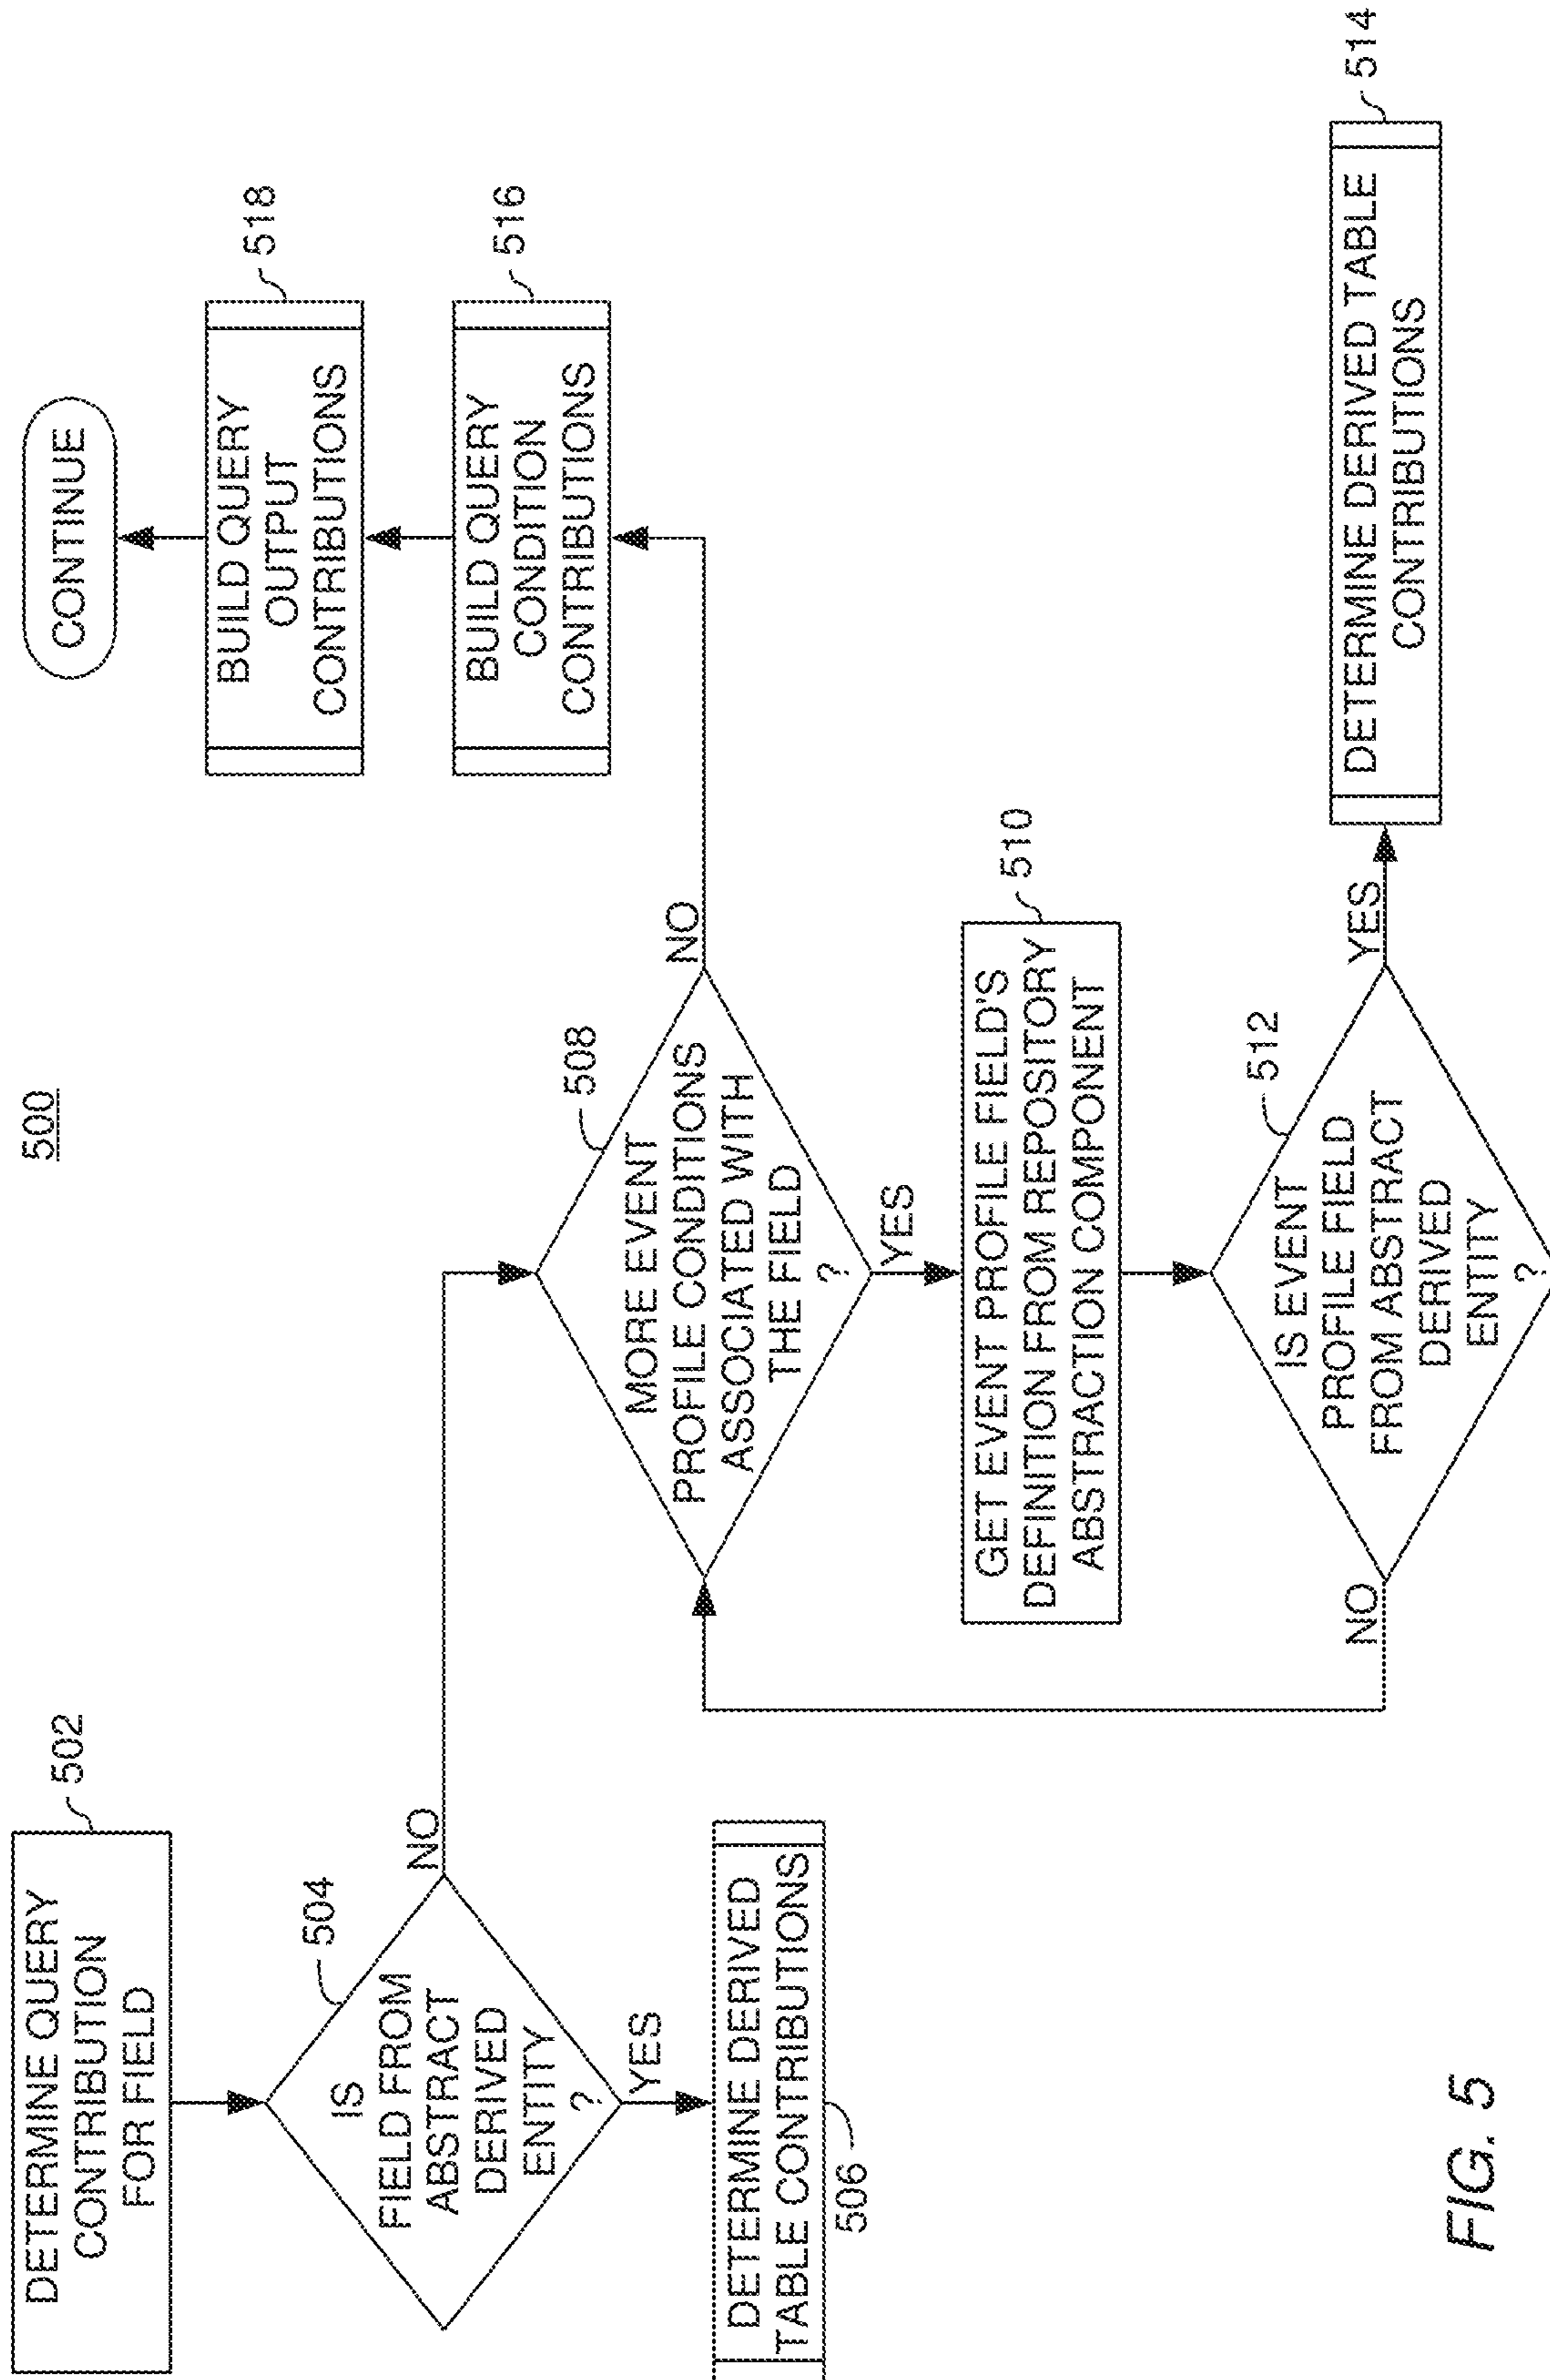 500
DETERMINE QUERY
CONTRIBUTION
FOR FIELD
502
IS
FIELD FROM
ABSTRACT
DERIVED
ENTITY
?
504
NO
YES
DETERMINE DERIVED
TABLE CONTRIBUTIONS
506
MORE EVENT
PROFILE CONDITIONS
ASSOCIATED WITH
THE FIELD
?
508
NO
YES
GET EVENT PROFILE FIELD'S
DEFINITION FROM REPOSITORY
ABSTRACTION COMPONENT
510
IS EVENT
PROFILE FIELD
FROM ABSTRACT
DERIVED
ENTITY
?
512
NO
YES
DETERMINE DERIVED TABLE
CONTRIBUTIONS
514
BUILD QUERY
CONDITION
CONTRIBUTIONS
516
BUILD QUERY
OUTPUT
CONTRIBUTIONS
518
CONTINUE
FIG. 5